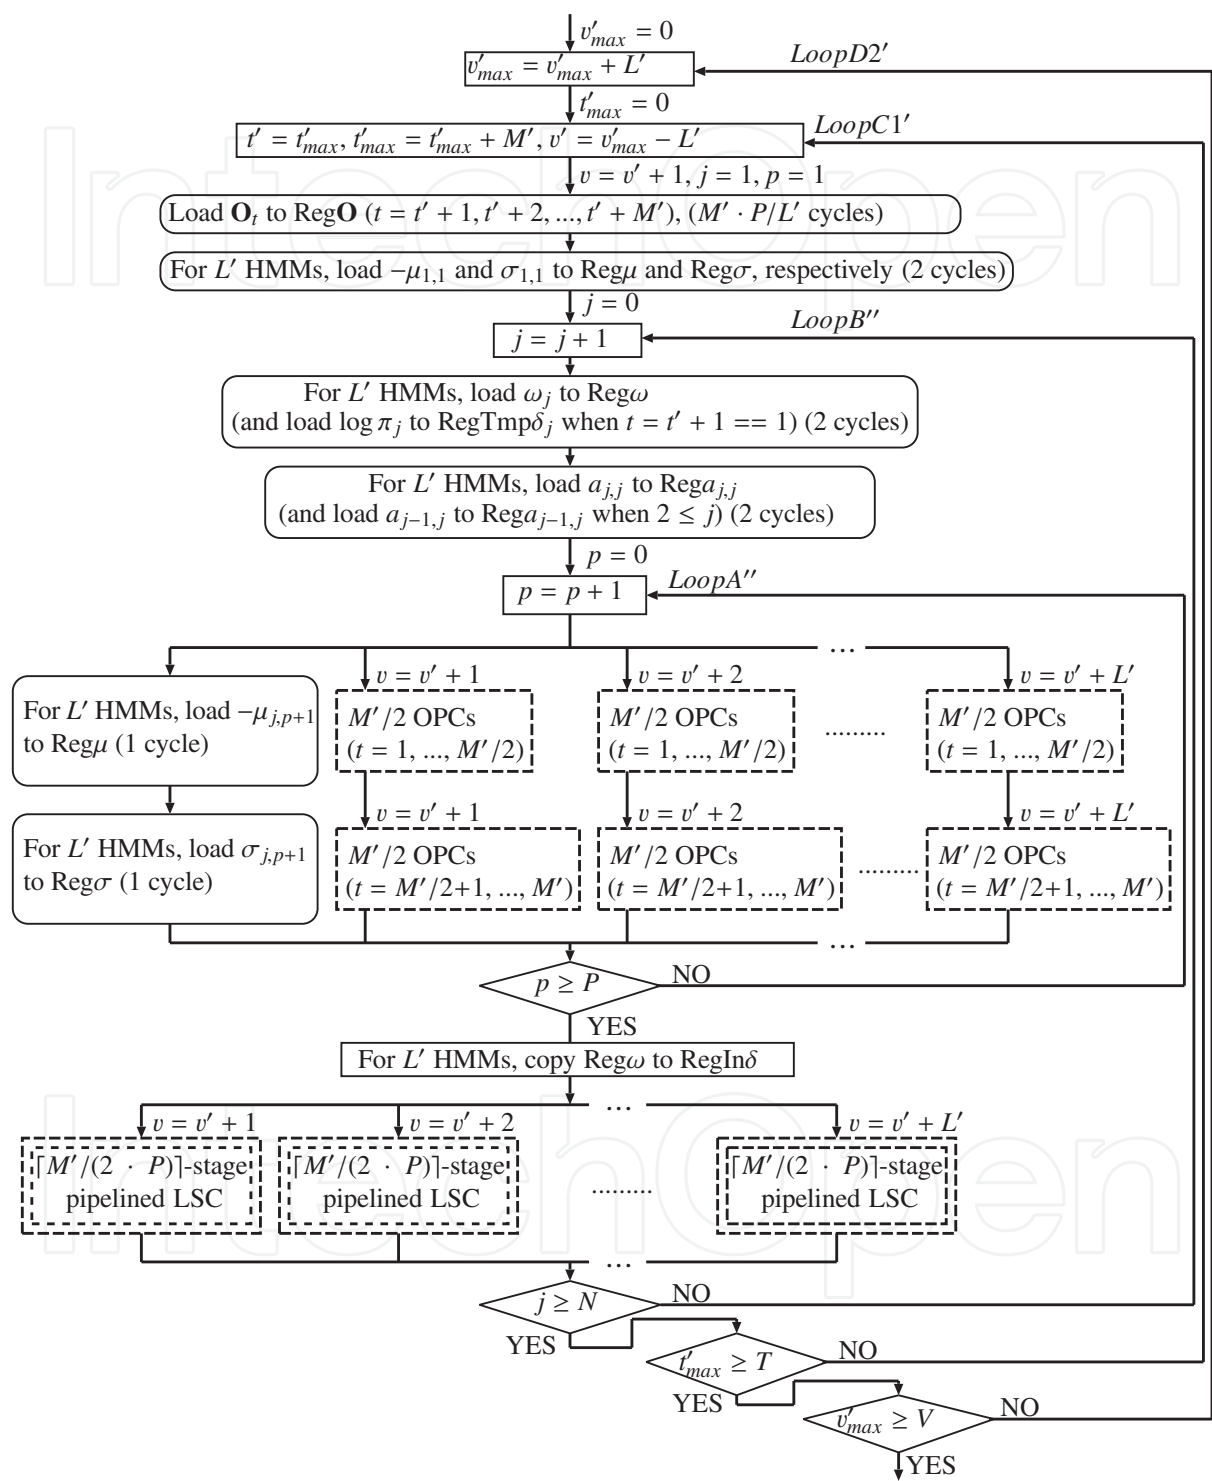 v′max = 0
LoopD2′
v′max = v′max + L′
t′max = 0
LoopC1′
t′ = t′max, t′max = t′max + M′, v′ = v′max − L′
v = v′ + 1, j = 1, p = 1
Load Ot to RegO (t = t′ + 1, t′ + 2, ..., t′ + M′), (M′ · P/L′ cycles)
For L′ HMMs, load −μ1,1 and σ1,1 to Regμ and Regσ, respectively (2 cycles)
j = 0
LoopB′′
j = j + 1
For L′ HMMs, load ωj to Regω
(and load log πj to RegTmpδj when t = t′ + 1 == 1) (2 cycles)
For L′ HMMs, load aj,j to Regaj,j
(and load aj−1,j to Regaj−1,j when 2 ≤ j) (2 cycles)
p = 0
LoopA′′
p = p + 1
...
v = v′ + 1
v = v′ + 2
v = v′ + L′
For L′ HMMs, load −μj,p+1
to Regμ (1 cycle)
M′/2 OPCs
(t = 1, ..., M′/2)
M′/2 OPCs
(t = 1, ..., M′/2)
.........
M′/2 OPCs
(t = 1, ..., M′/2)
v = v′ + 1
v = v′ + 2
v = v′ + L′
For L′ HMMs, load σj,p+1
to Regσ (1 cycle)
M′/2 OPCs
(t = M′/2+1, ..., M′)
M′/2 OPCs
(t = M′/2+1, ..., M′)
.........
M′/2 OPCs
(t = M′/2+1, ..., M′)
...
p ≥ P
NO
YES
For L′ HMMs, copy Regω to RegInδ
...
v = v′ + 1
v = v′ + 2
v = v′ + L′
⌈M′/(2 · P)⌉-stage
pipelined LSC
⌈M′/(2 · P)⌉-stage
pipelined LSC
.........
⌈M′/(2 · P)⌉-stage
pipelined LSC
...
j ≥ N
NO
YES
t′max ≥ T
NO
YES
v′max ≥ V
NO
YES
IntechOpen
IntechOpen